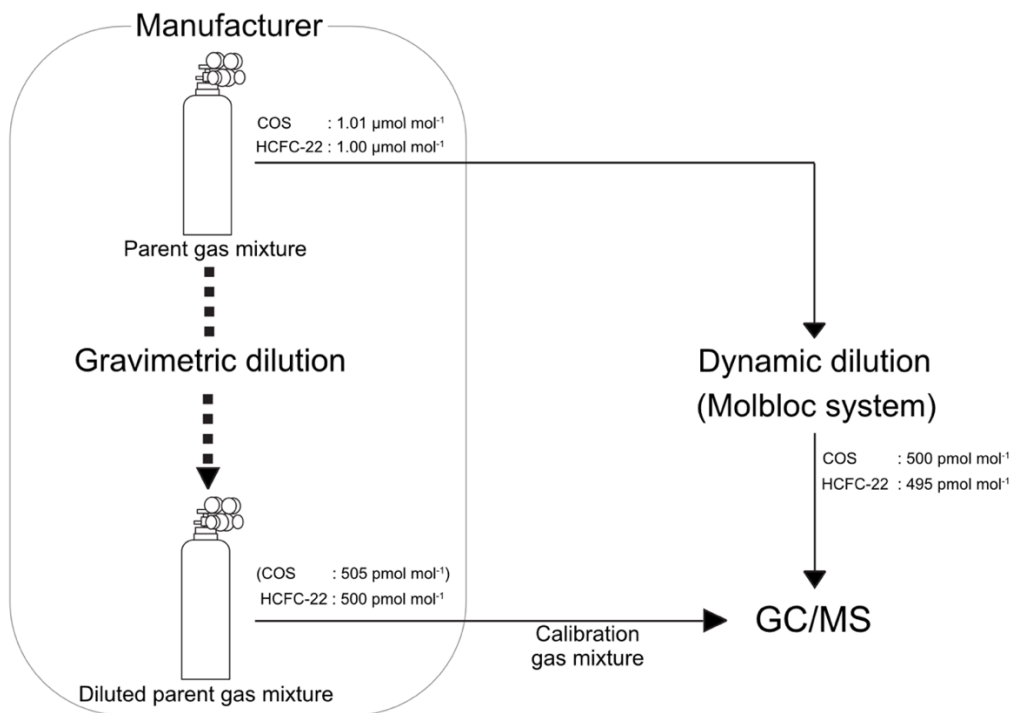 Manufacturer
COS : 1.01 µmol mol⁻¹
HCFC-22 : 1.00 µmol mol⁻¹
Parent gas mixture
Gravimetric dilution
Dynamic dilution
(Molbloc system)
COS : 500 pmol mol⁻¹
HCFC-22 : 495 pmol mol⁻¹
(COS : 505 pmol mol⁻¹)
HCFC-22 : 500 pmol mol⁻¹
Calibration
gas mixture
GC/MS
Diluted parent gas mixture